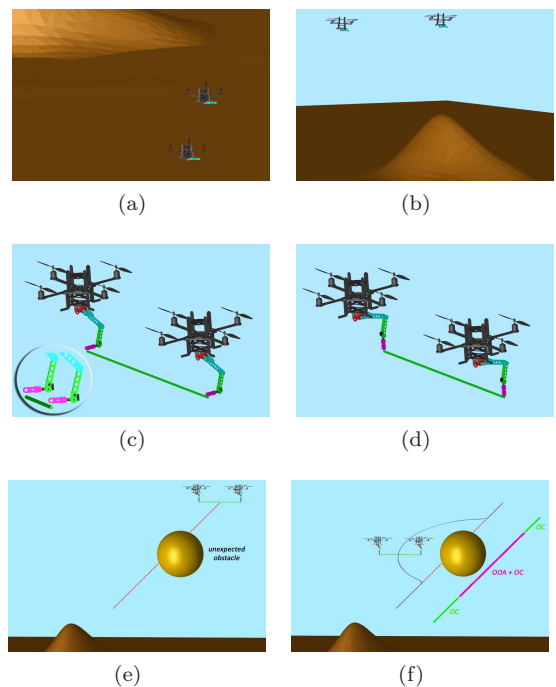 (a)
(b)
(c)
(d)
unexpected
obstacle
OC
OOA + OC
OC
(e)
(f)